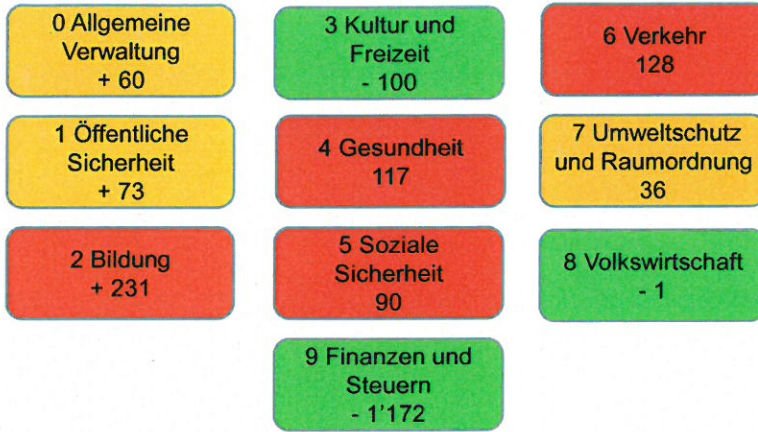 0 Allgemeine
Verwaltung
+ 60
1 Öffentliche
Sicherheit
+ 73
2 Bildung
+ 231
3 Kultur und
Freizeit
- 100
4 Gesundheit
117
5 Soziale
Sicherheit
90
9 Finanzen und
Steuern
- 1'172
6 Verkehr
128
7 Umweltschutz
und Raumordnung
36
8 Volkswirtschaft
- 1